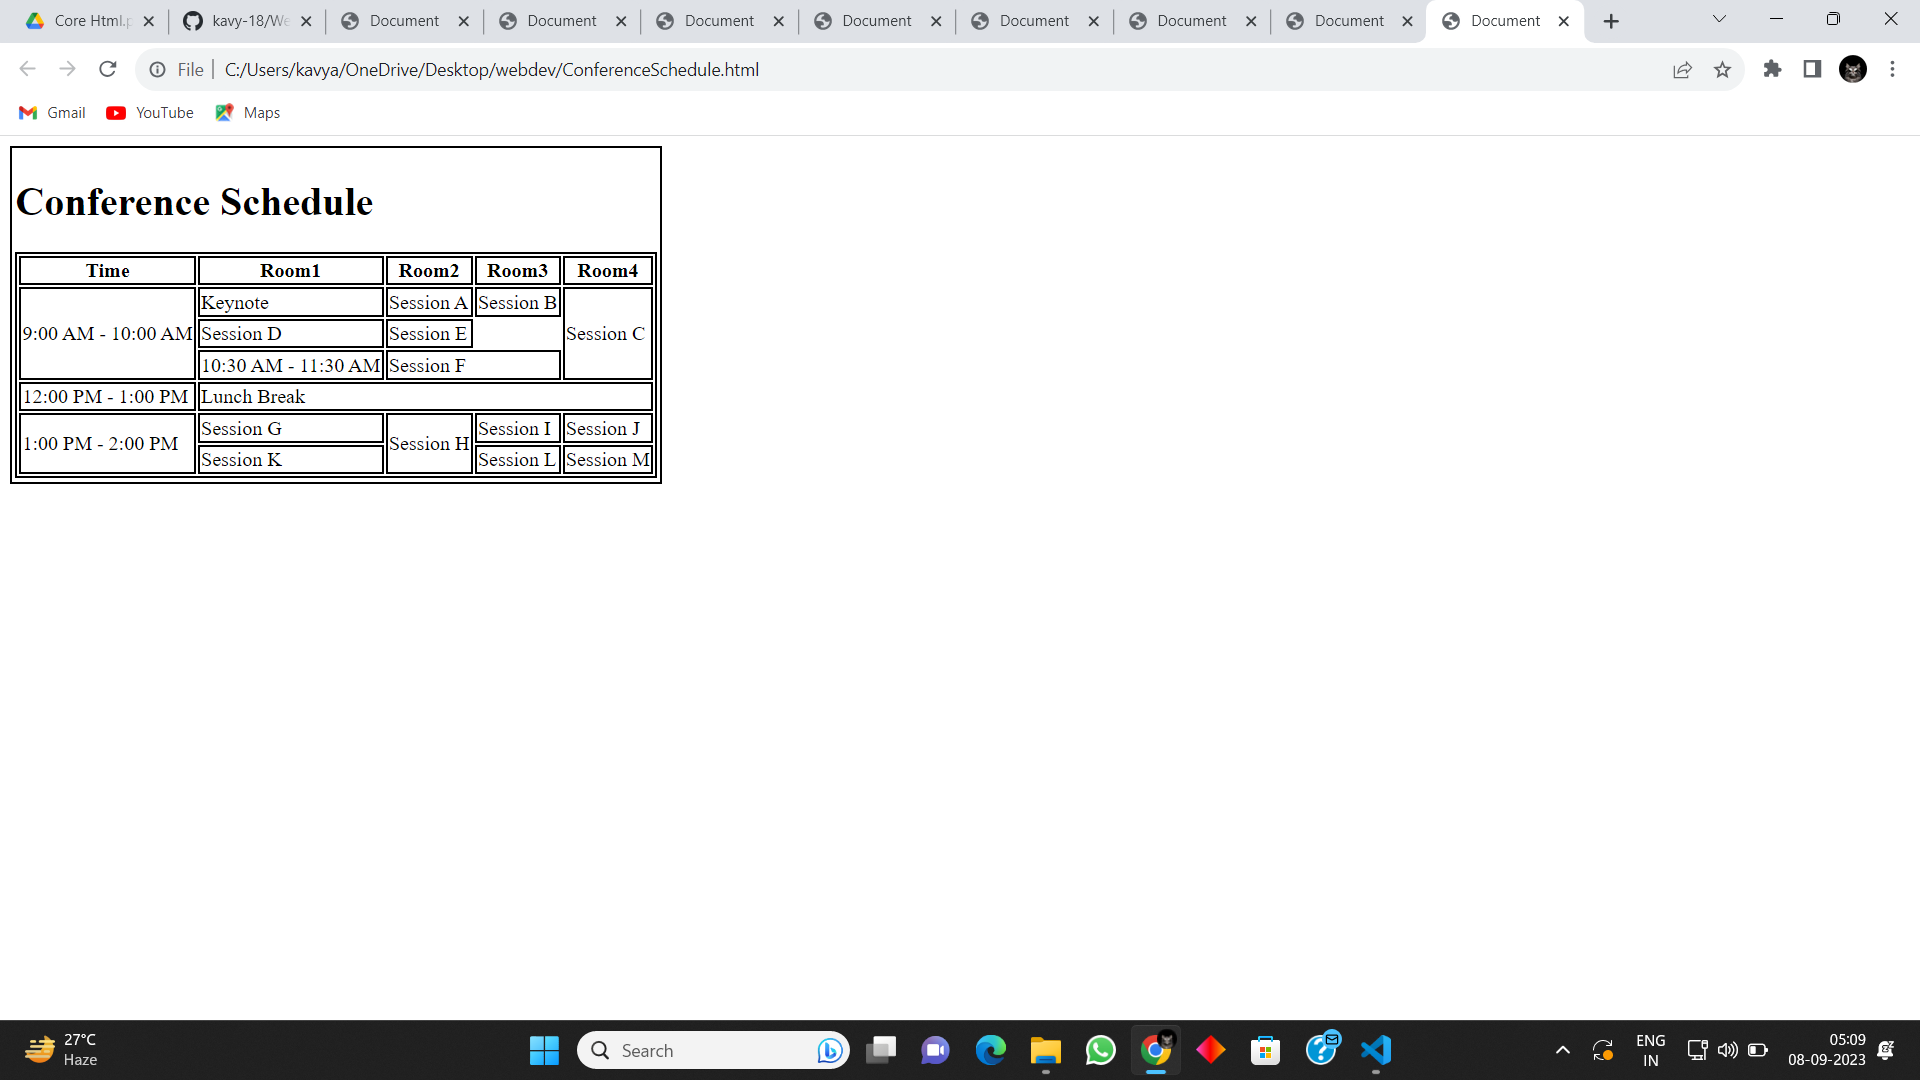 Core Html.p
kavy-18/We
Document
Document
Document
Document
Document
Document
Document
Document
File
C:/Users/kavya/OneDrive/Desktop/webdev/ConferenceSchedule.html
Gmail
YouTube
Maps
Conference Schedule
Time Room1 Room2 Room3 Room4
9:00 AM - 10:00 AM Keynote Session A Session B Session C
Session D Session E
10:30 AM - 11:30 AM Session F
12:00 PM - 1:00 PM Lunch Break
1:00 PM - 2:00 PM Session G Session H Session I Session J
Session K Session L Session M
27°C
Haze
Search
ENG
IN
05:09
08-09-2023